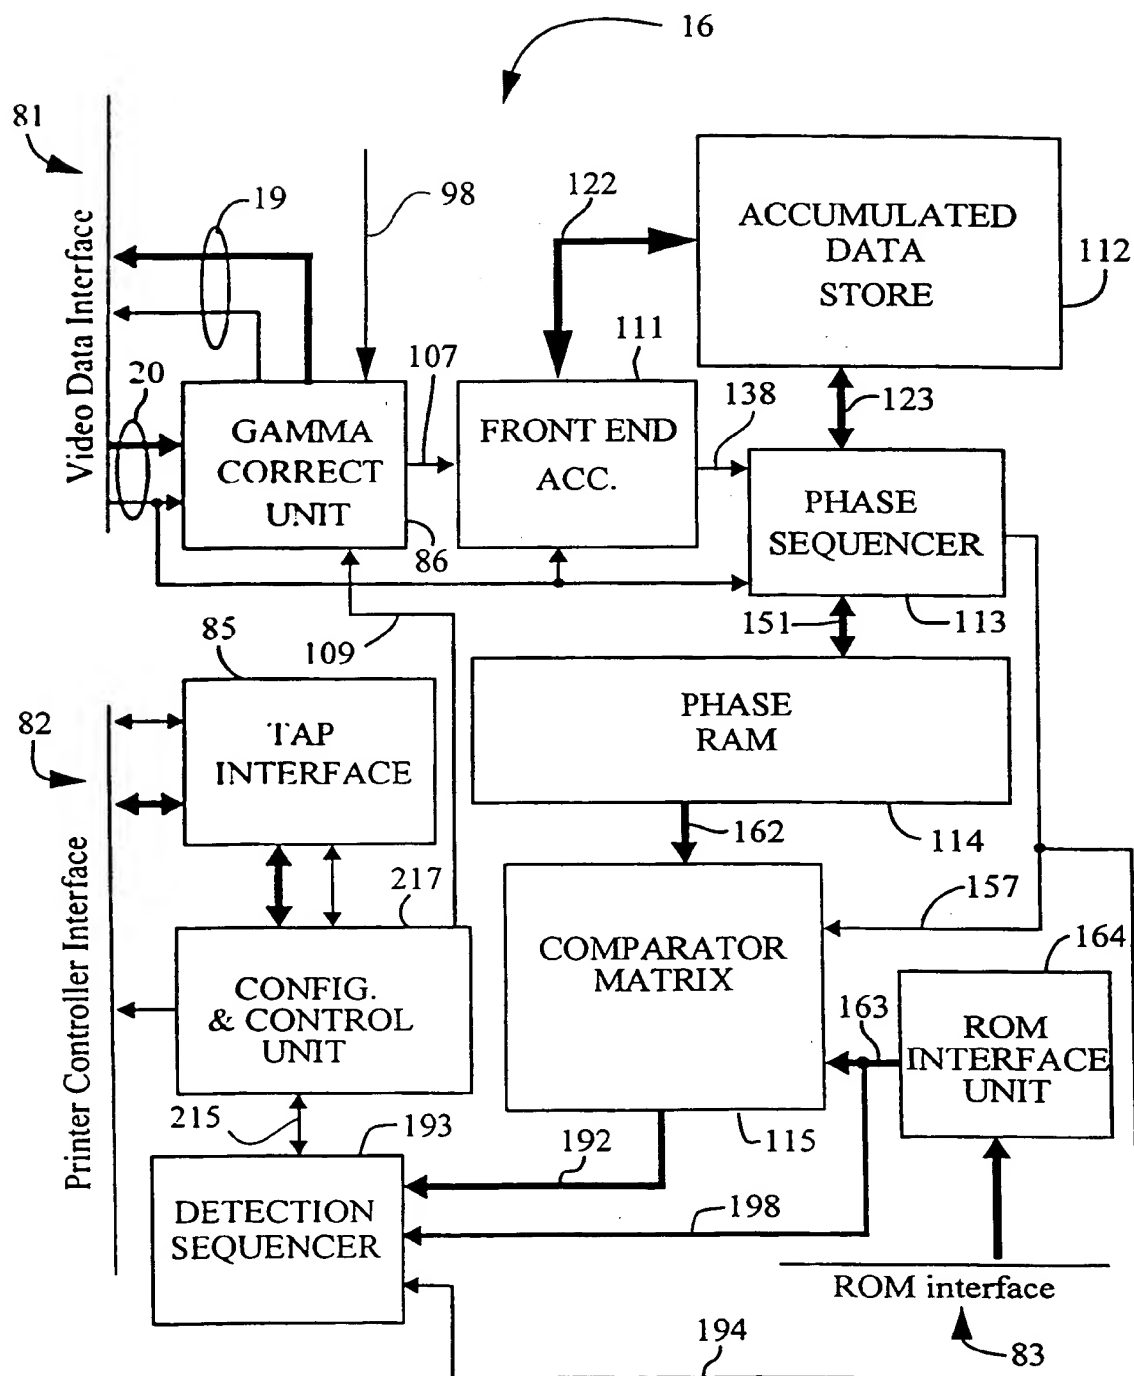 16
81
19
98
122
ACCUMULATED
DATA
STORE
112
Video Data Interface
20
107
111
138
123
GAMMA
CORRECT
UNIT
86
FRONT END
ACC.
PHASE
SEQUENCER
113
151
109
85
82
TAP
INTERFACE
PHASE
RAM
162
114
217
157
164
Printer Controller Interface
CONFIG.
& CONTROL
UNIT
COMPARATOR
MATRIX
163
ROM
INTERFACE
UNIT
215
193
192
115
DETECTION
SEQUENCER
198
ROM interface
194
83